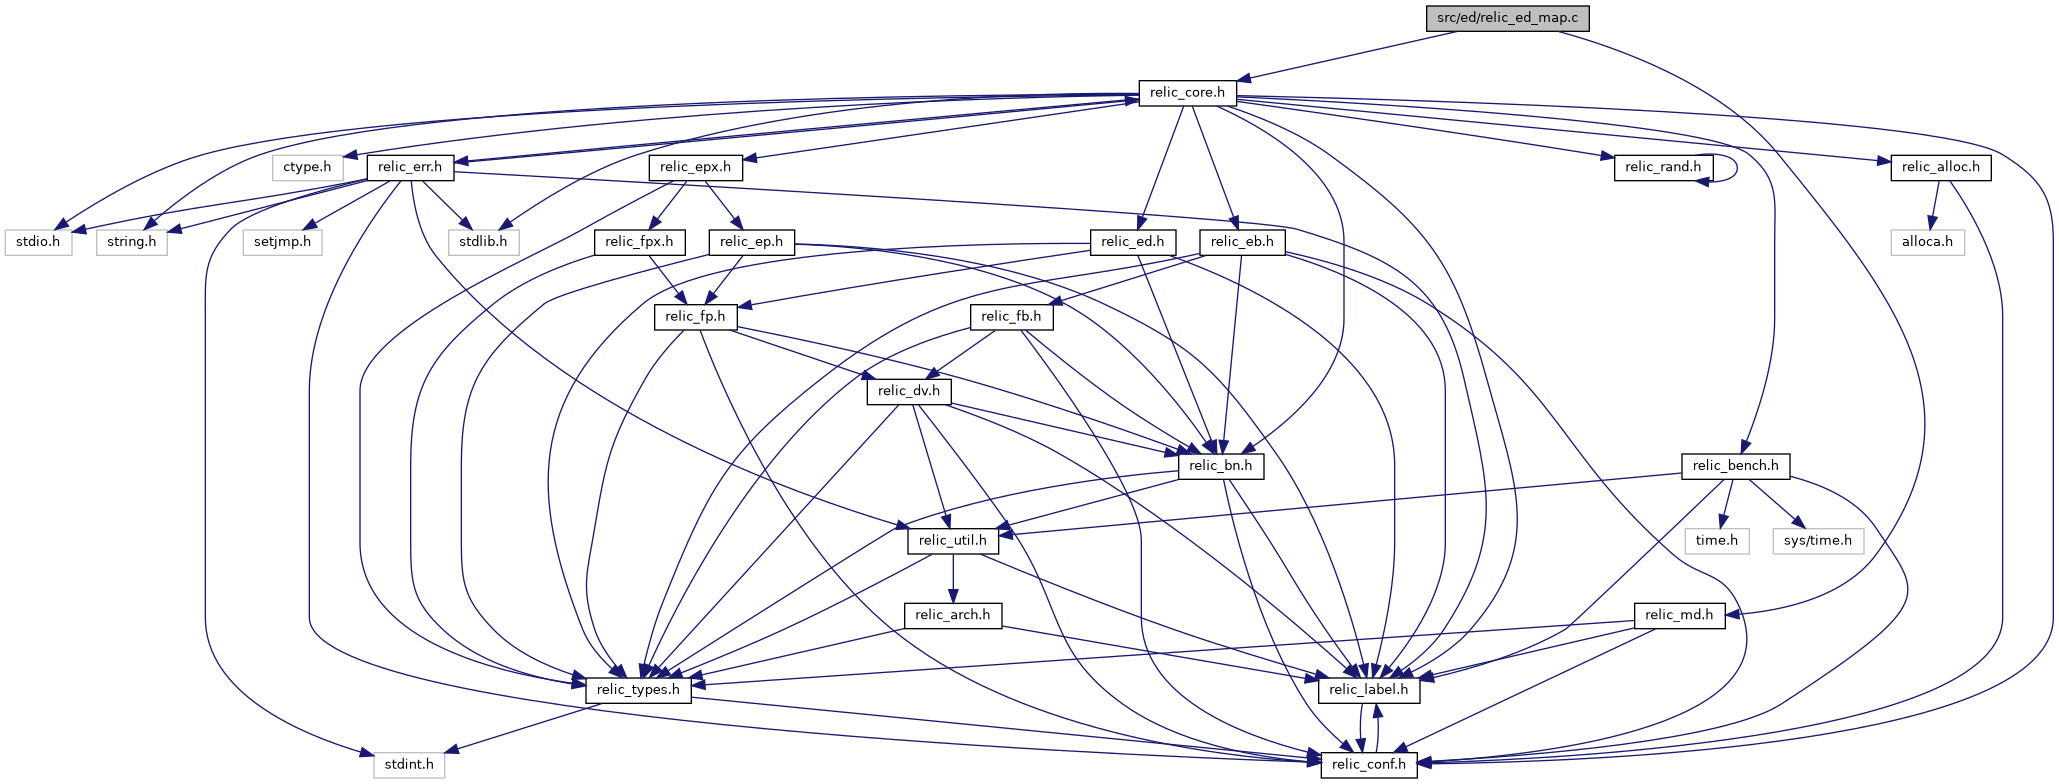 src/ed/relic_ed_map.c
relic_core.h
ctype.h
relic_err.h
relic_epx.h
relic_rand.h
relic_alloc.h
stdio.h
string.h
setjmp.h
stdlib.h
relic_fpx.h
relic_ep.h
relic_ed.h
relic_eb.h
alloca.h
relic_fp.h
relic_fb.h
relic_dv.h
relic_bn.h
relic_bench.h
relic_util.h
time.h
sys/time.h
relic_arch.h
relic_md.h
relic_types.h
relic_label.h
stdint.h
relic_conf.h